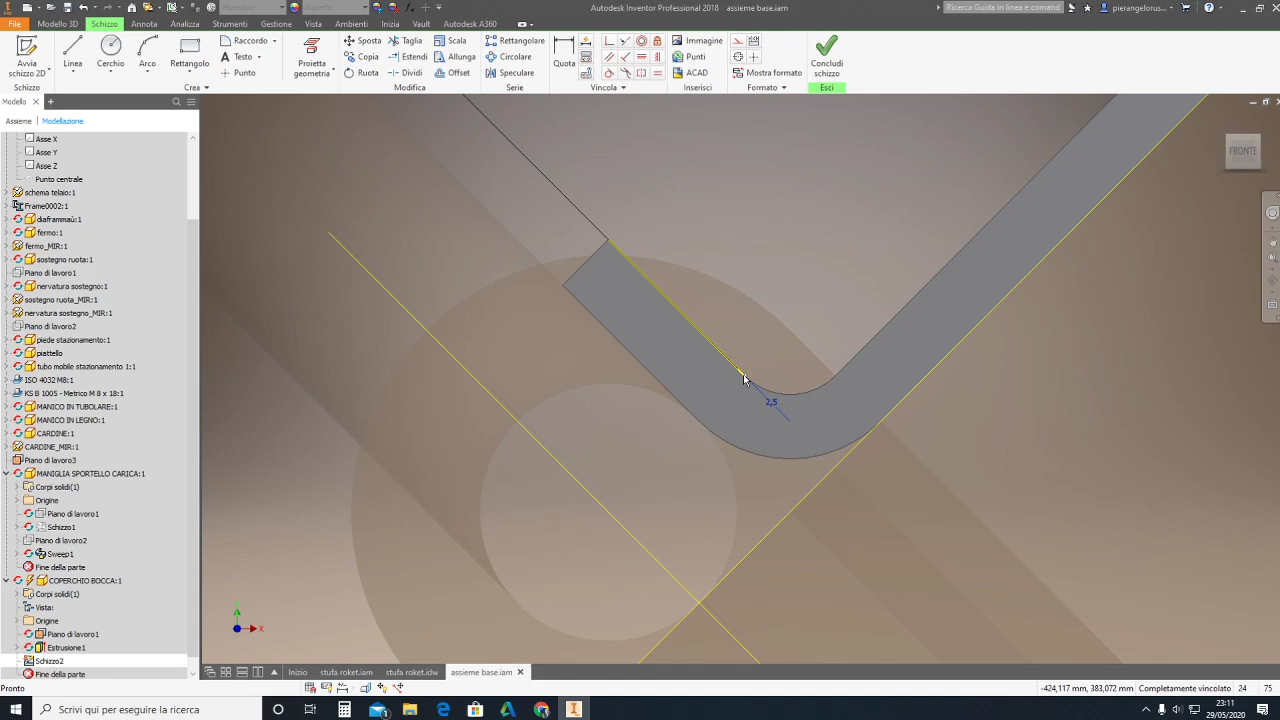 Materiale
Aspetto
Autodesk Inventor Professional 2018 assieme base.iam
Ricerca Guida in linea e comand
pierangelorus...
File
Modello 3D
Schizzo
Annota
Analizza
Strumenti
Gestione
Vista
Ambienti
Inizia
Vault
Autodesk A360
Avvia
schizzo 2D
Linea
Cerchio
Arco
Rettangolo
Raccordo
Testo
Punto
Proietta
geometria
Sposta
Copia
Ruota
Taglia
Estendi
Dividi
Scala
Allunga
Offset
Rettangolare
Circolare
Speculare
Quota
Immagine
Punti
ACAD
Mostra formato
Concludi
schizzo
Schizzo
Crea
Modifica
Serie
Vincola
Inserisci
Formato
Esci
Modello
Assieme
Modellazione
Asse X
Asse Y
Asse Z
Punto centrale
schema telaio:1
Frame0002:1
diaframmaù:1
fermo:1
fermo_MIR:1
sostegno ruota:1
Piano di lavoro1
nervatura sostegno:1
sostegno ruota_MIR:1
nervatura sostegno_MIR:1
Piano di lavoro2
piede stazionamento:1
piattello
tubo mobile stazionamento 1:1
ISO 4032 M8:1
KS B 1005 - Metrico M 8 x 18:1
MANICO IN TUBOLARE:1
MANICO IN LEGNO:1
CARDINE:1
CARDINE_MIR:1
Piano di lavoro3
MANIGLIA SPORTELLO CARICA:1
Corpi solidi(1)
Origine
Piano di lavoro1
Schizzo1
Piano di lavoro2
Sweep1
Fine della parte
COPERCHIO BOCCA:1
Corpi solidi(1)
Vista:
Origine
Piano di lavoro1
Estrusione1
Schizzo2
Fine della parte
FRONTE
2,5
X
Inizio
stufa roket.iam
stufa roket.idw
assieme base.iam
Pronto
-424,117 mm, 383,072 mm
Completamente vincolato
24
75
Scrivi qui per eseguire la ricerca
23:11
29/05/2020